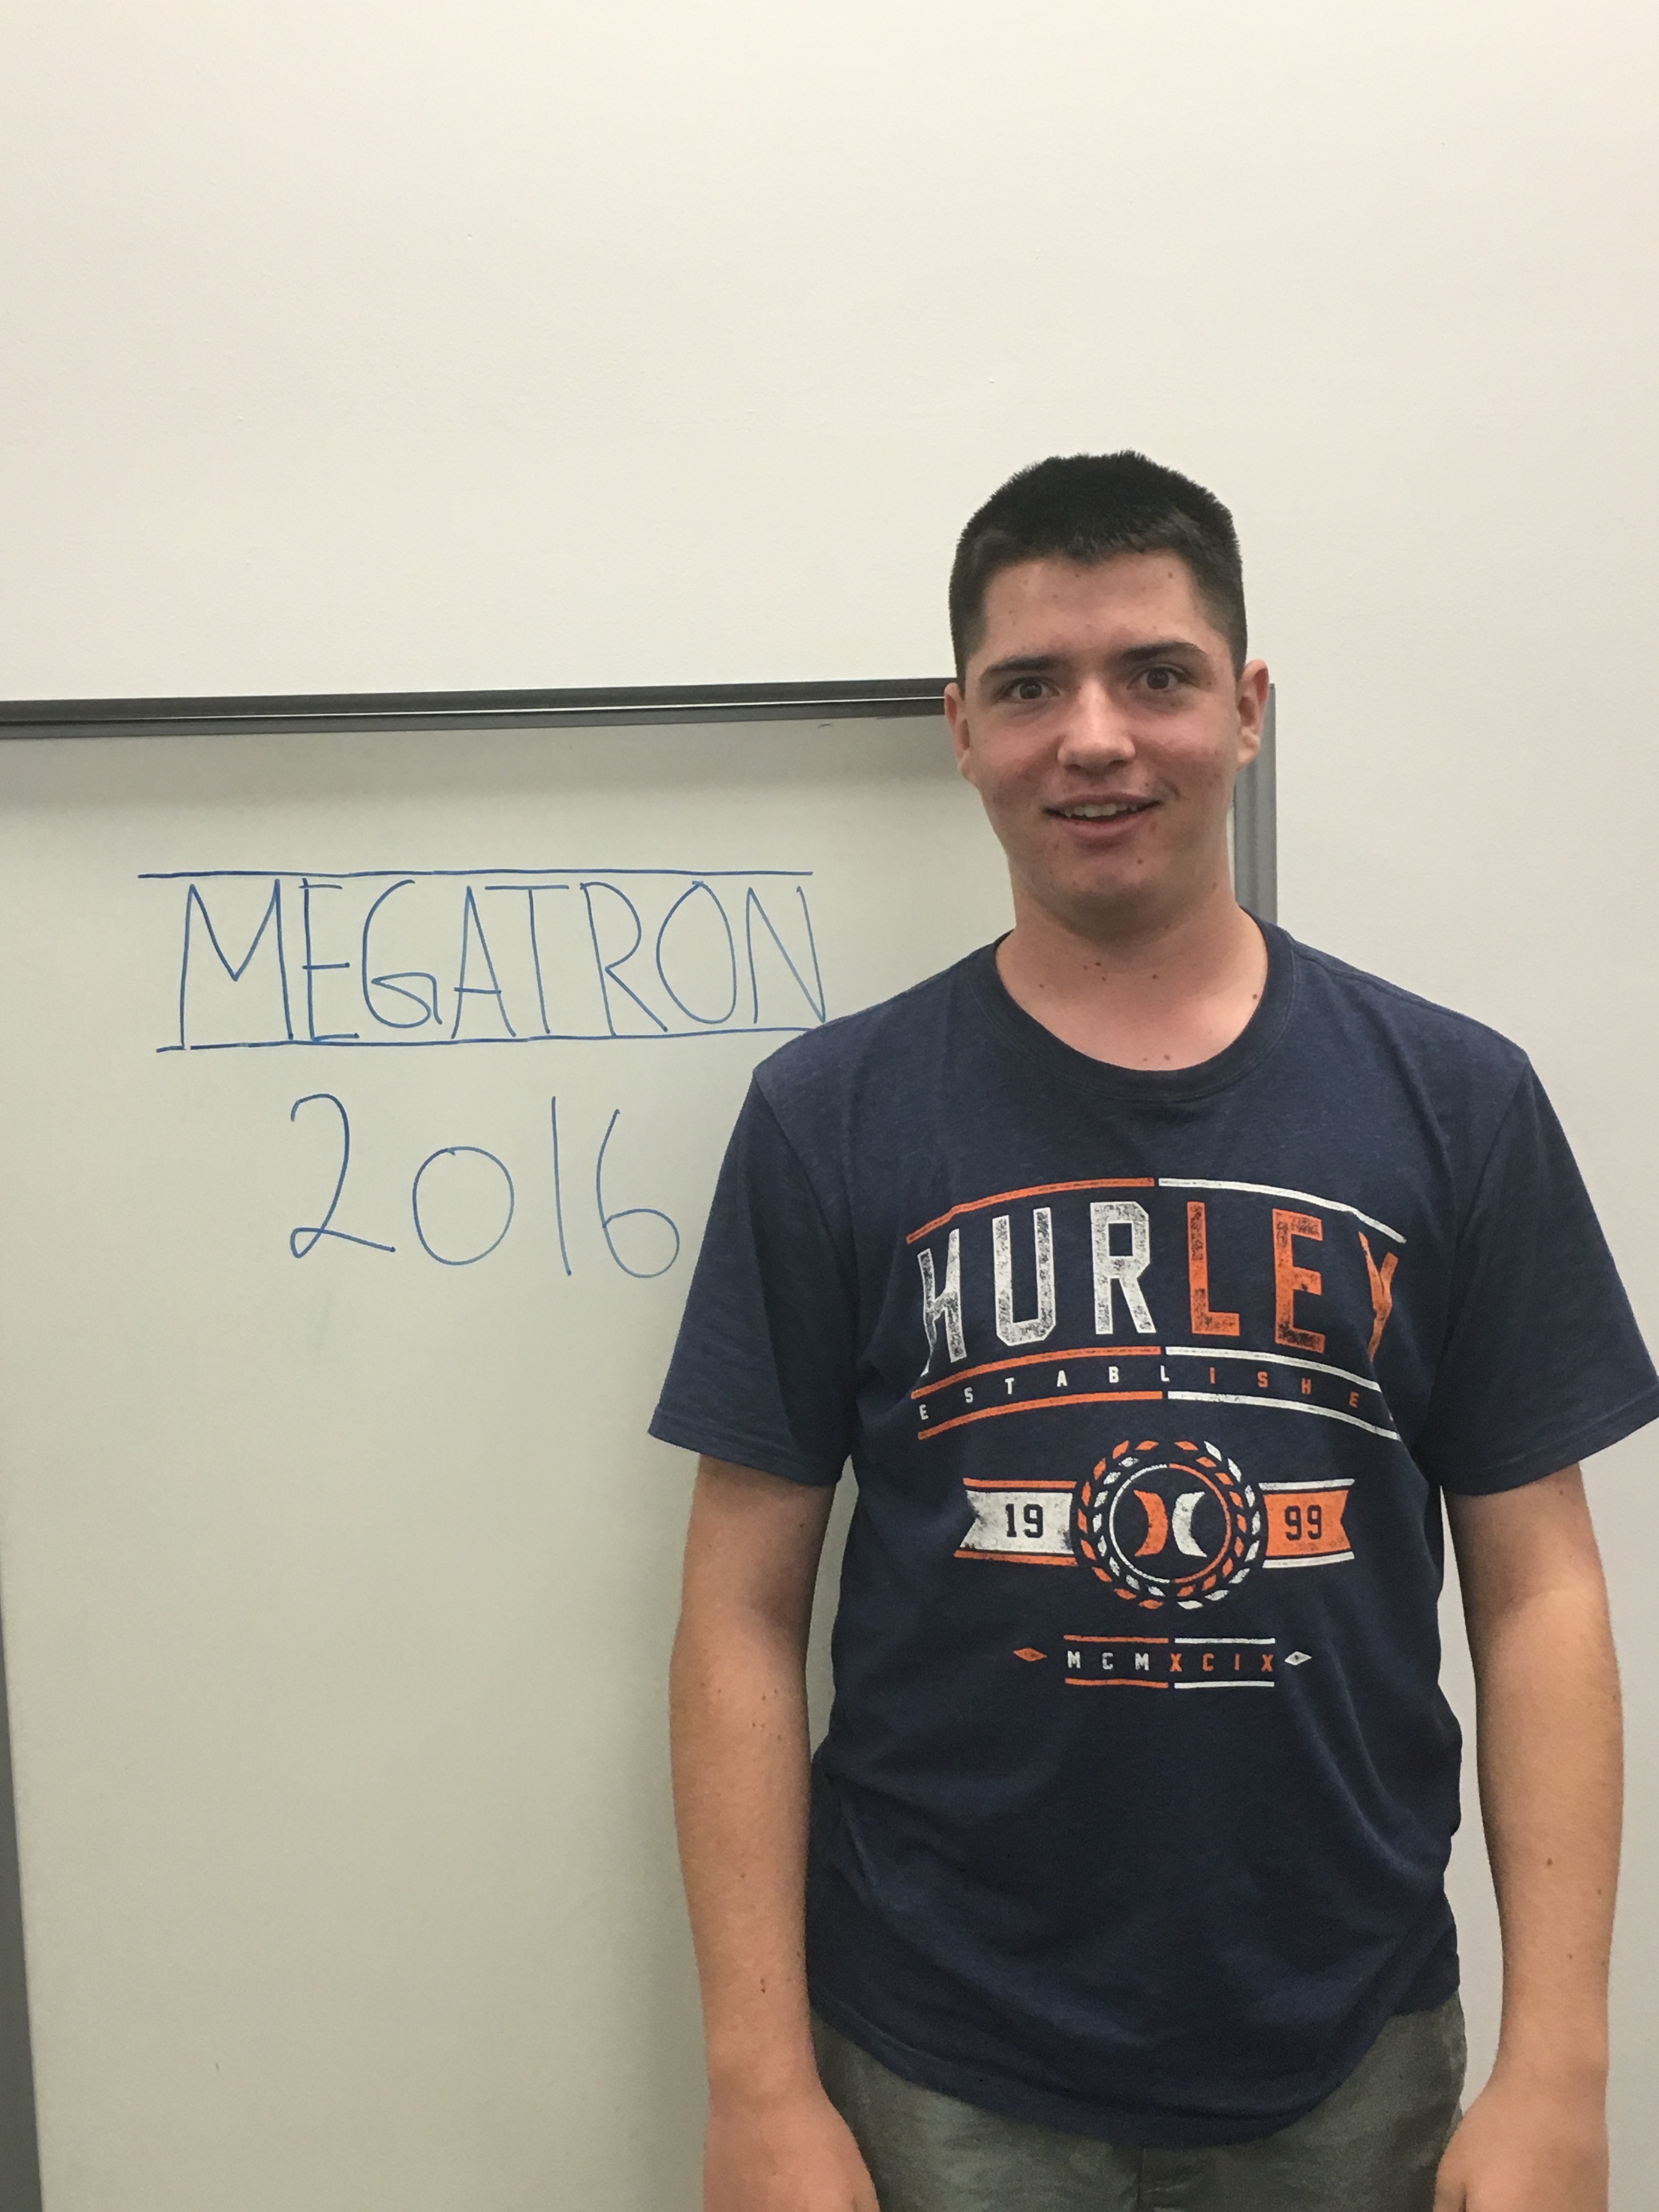 MEGATRON
2016
HURLEY
ESTABLISHE
19 99
MCMXCIX